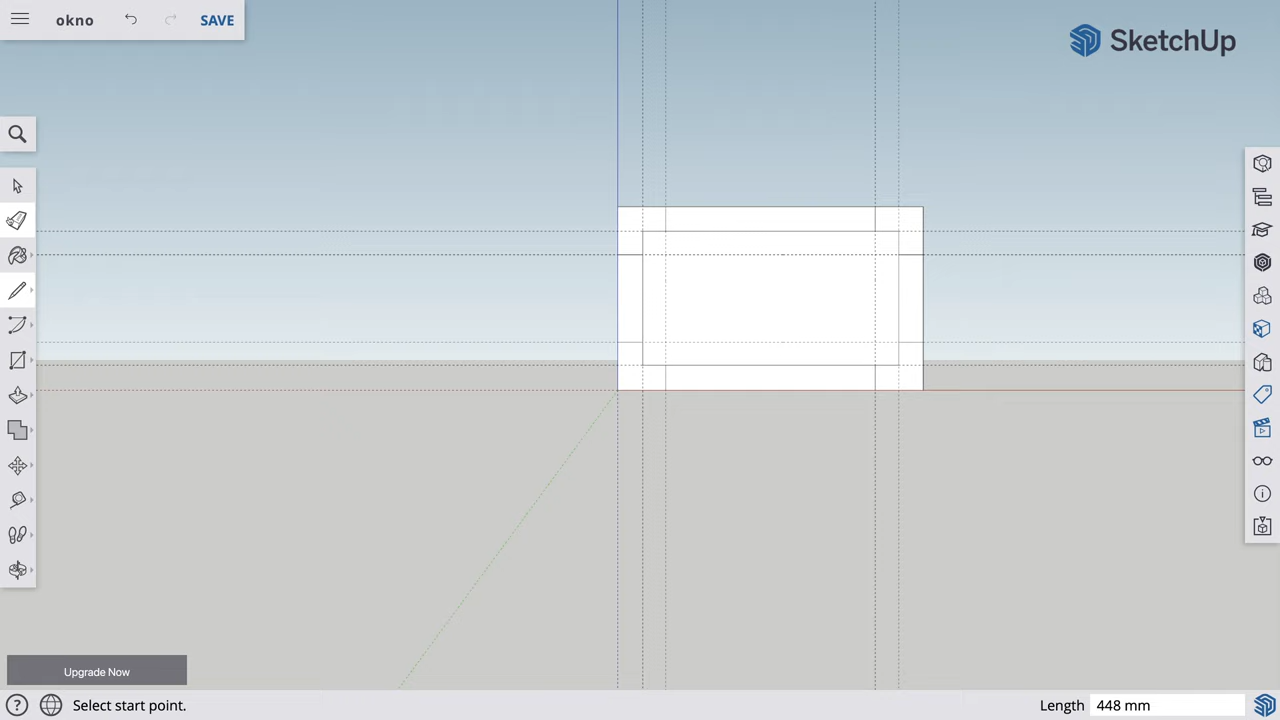 okno
SAVE
SketchUp
Upgrade Now
Select start point.
Length
448 mm